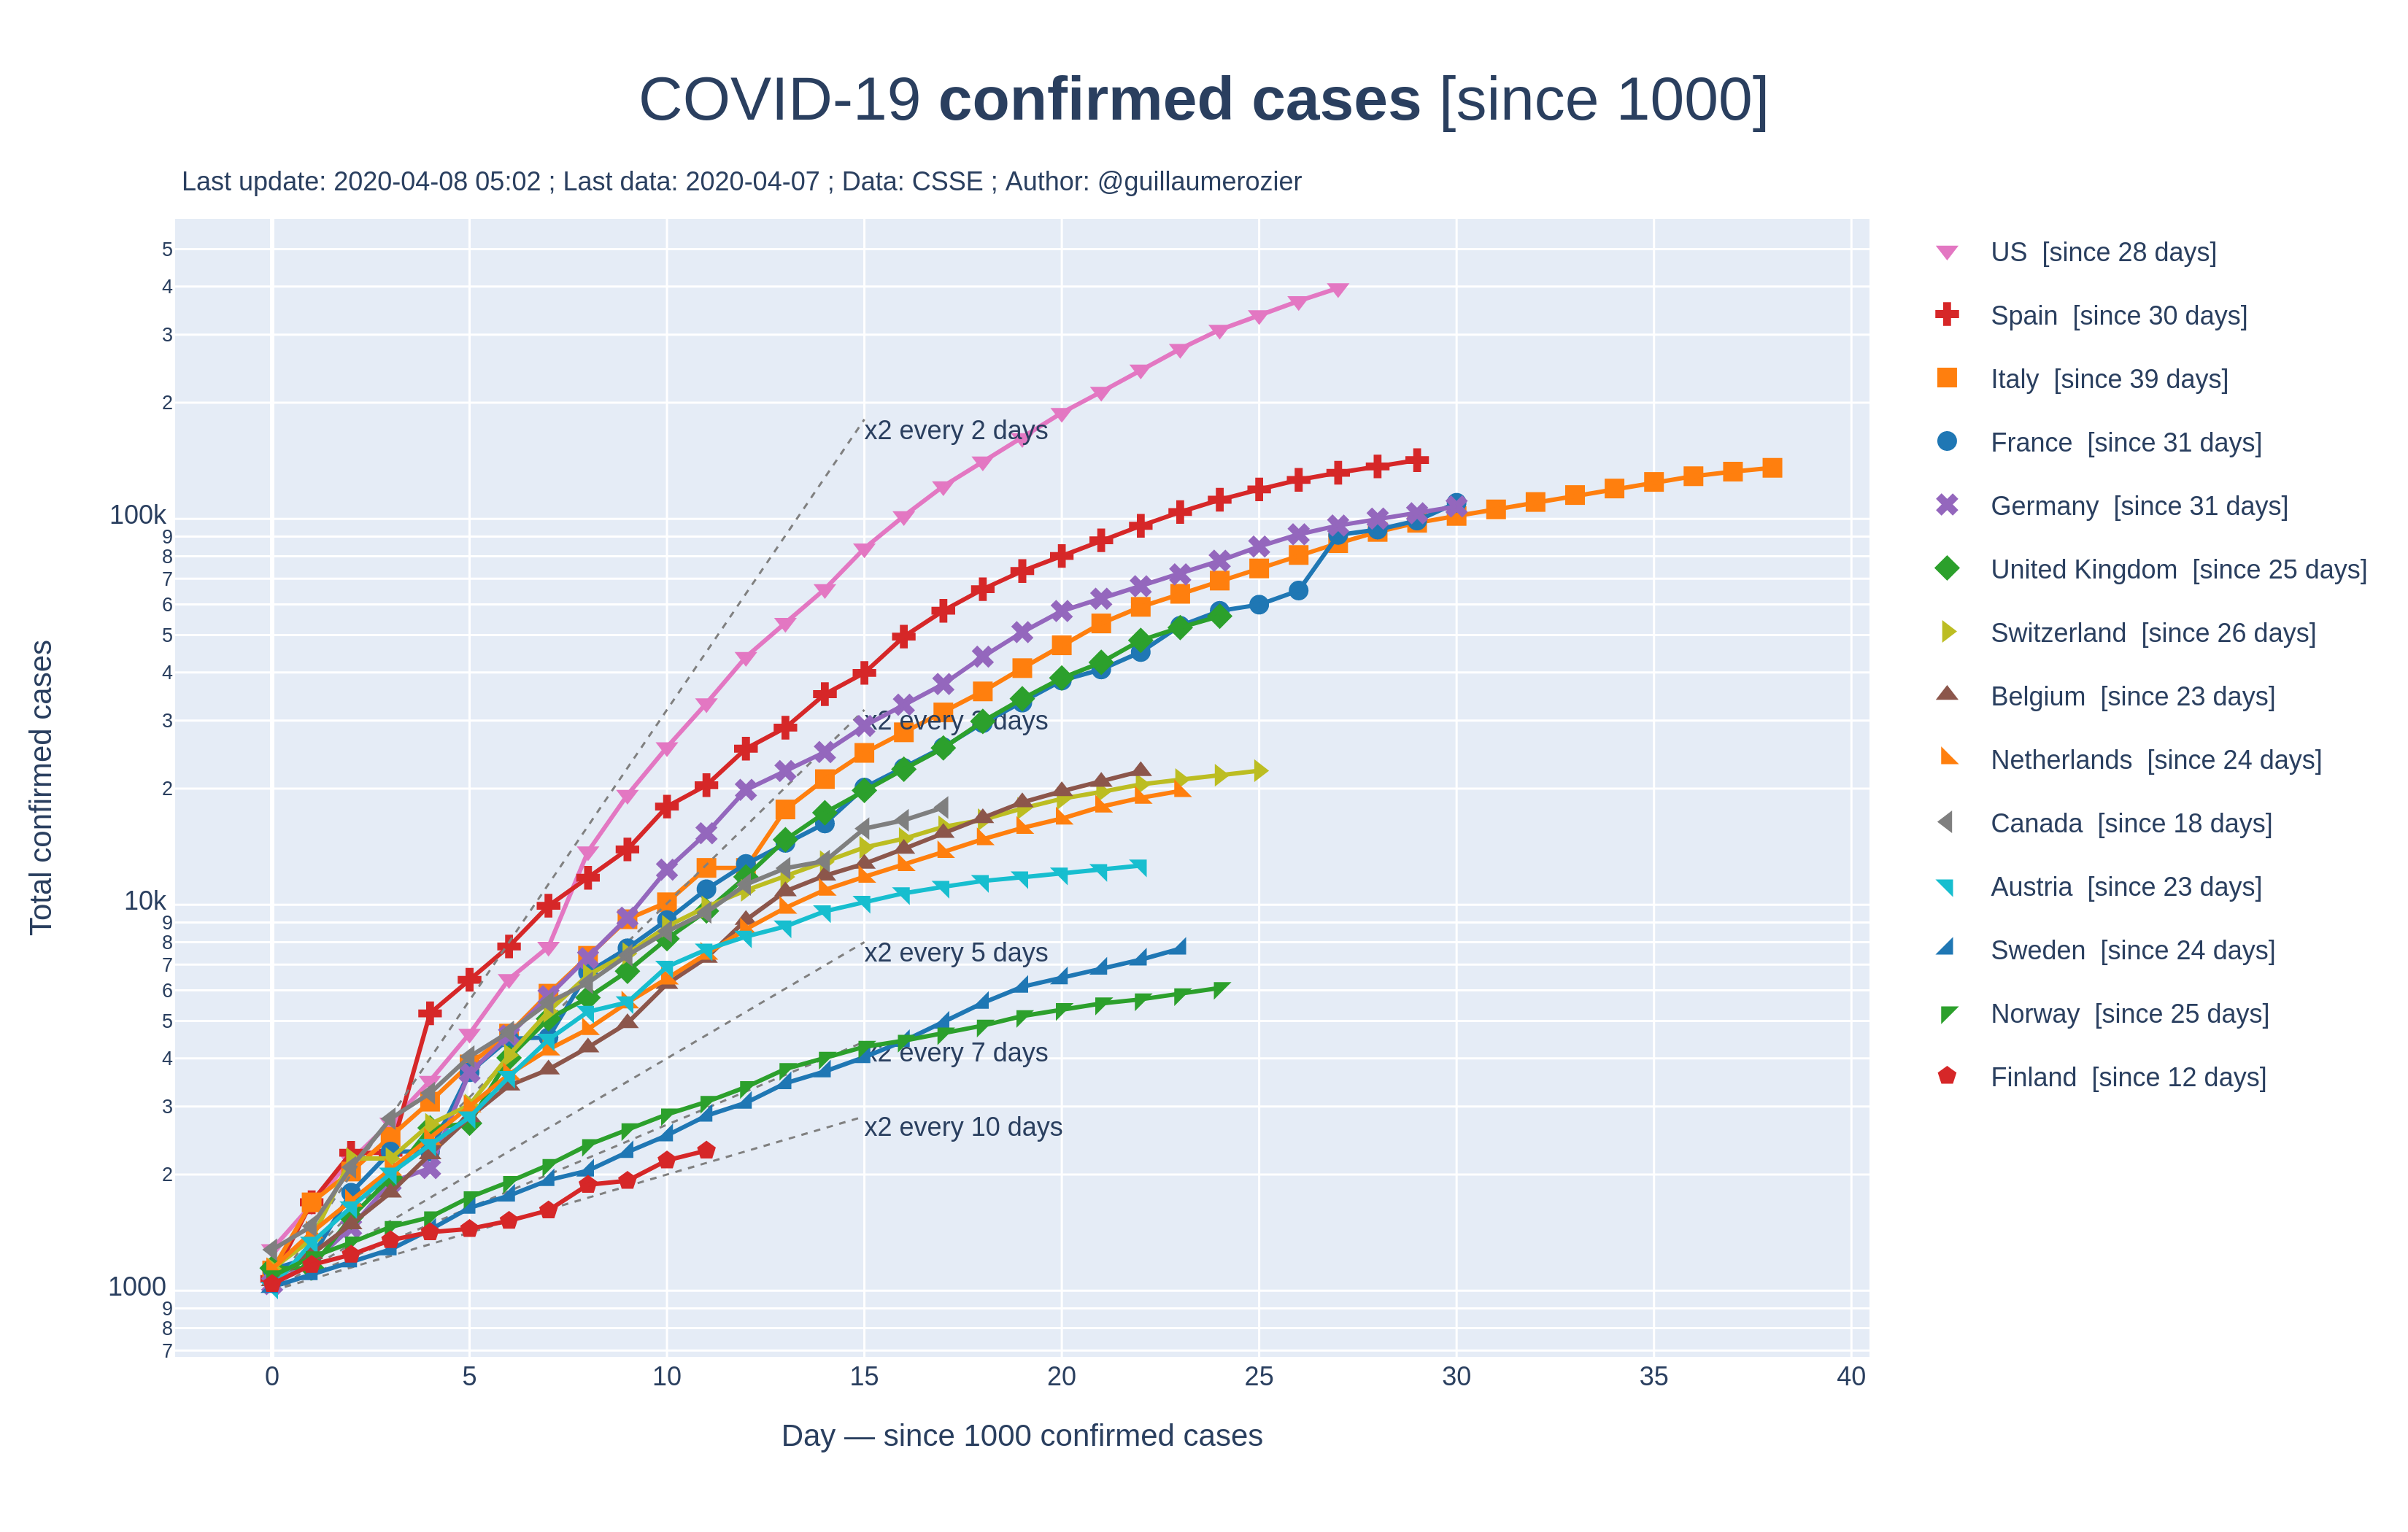 COVID-19 confirmed cases [since 1000]
Last update: 2020-04-08 05:02 ; Last data: 2020-04-07 ; Data: CSSE ; Author: @guillaumerozier
5
4
3
2
100k
9
8
7
6
5
4
3
2
10k
9
8
7
6
5
4
3
2
1000
9
8
7
Total confirmed cases
x2 every 2 days
x2 every 3 days
x2 every 5 days
x2 every 7 days
x2 every 10 days
0 5 10 15 20 25 30 35 40
Day — since 1000 confirmed cases
US [since 28 days]
Spain [since 30 days]
Italy [since 39 days]
France [since 31 days]
Germany [since 31 days]
United Kingdom [since 25 days]
Switzerland [since 26 days]
Belgium [since 23 days]
Netherlands [since 24 days]
Canada [since 18 days]
Austria [since 23 days]
Sweden [since 24 days]
Norway [since 25 days]
Finland [since 12 days]